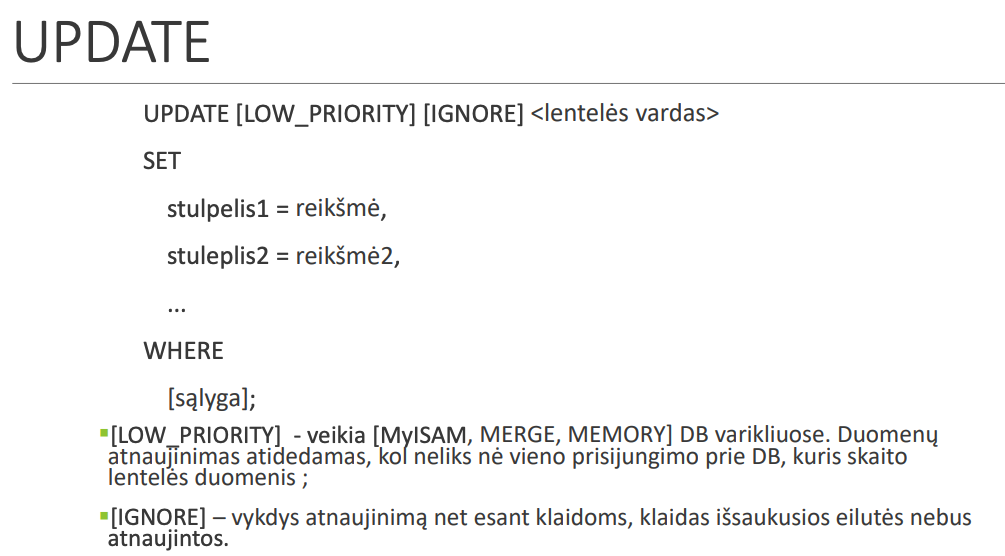 UPDATE
UPDATE [LOW_PRIORITY] [IGNORE] <lentelės vardas>
SET
stulpelis1 = reikšmė,
stuleplis2 = reikšmė2,
...
WHERE
[sąlyga];
▪[LOW_PRIORITY] - veikia [MyISAM, MERGE, MEMORY] DB varikliuose. Duomenų
atnaujinimas atidedamas, kol neliks nė vieno prisijungimo prie DB, kuris skaito
lentelės duomenis ;
▪[IGNORE] – vykdys atnaujinimą net esant klaidoms, klaidas išsaukusios eilutės nebus
atnaujintos.